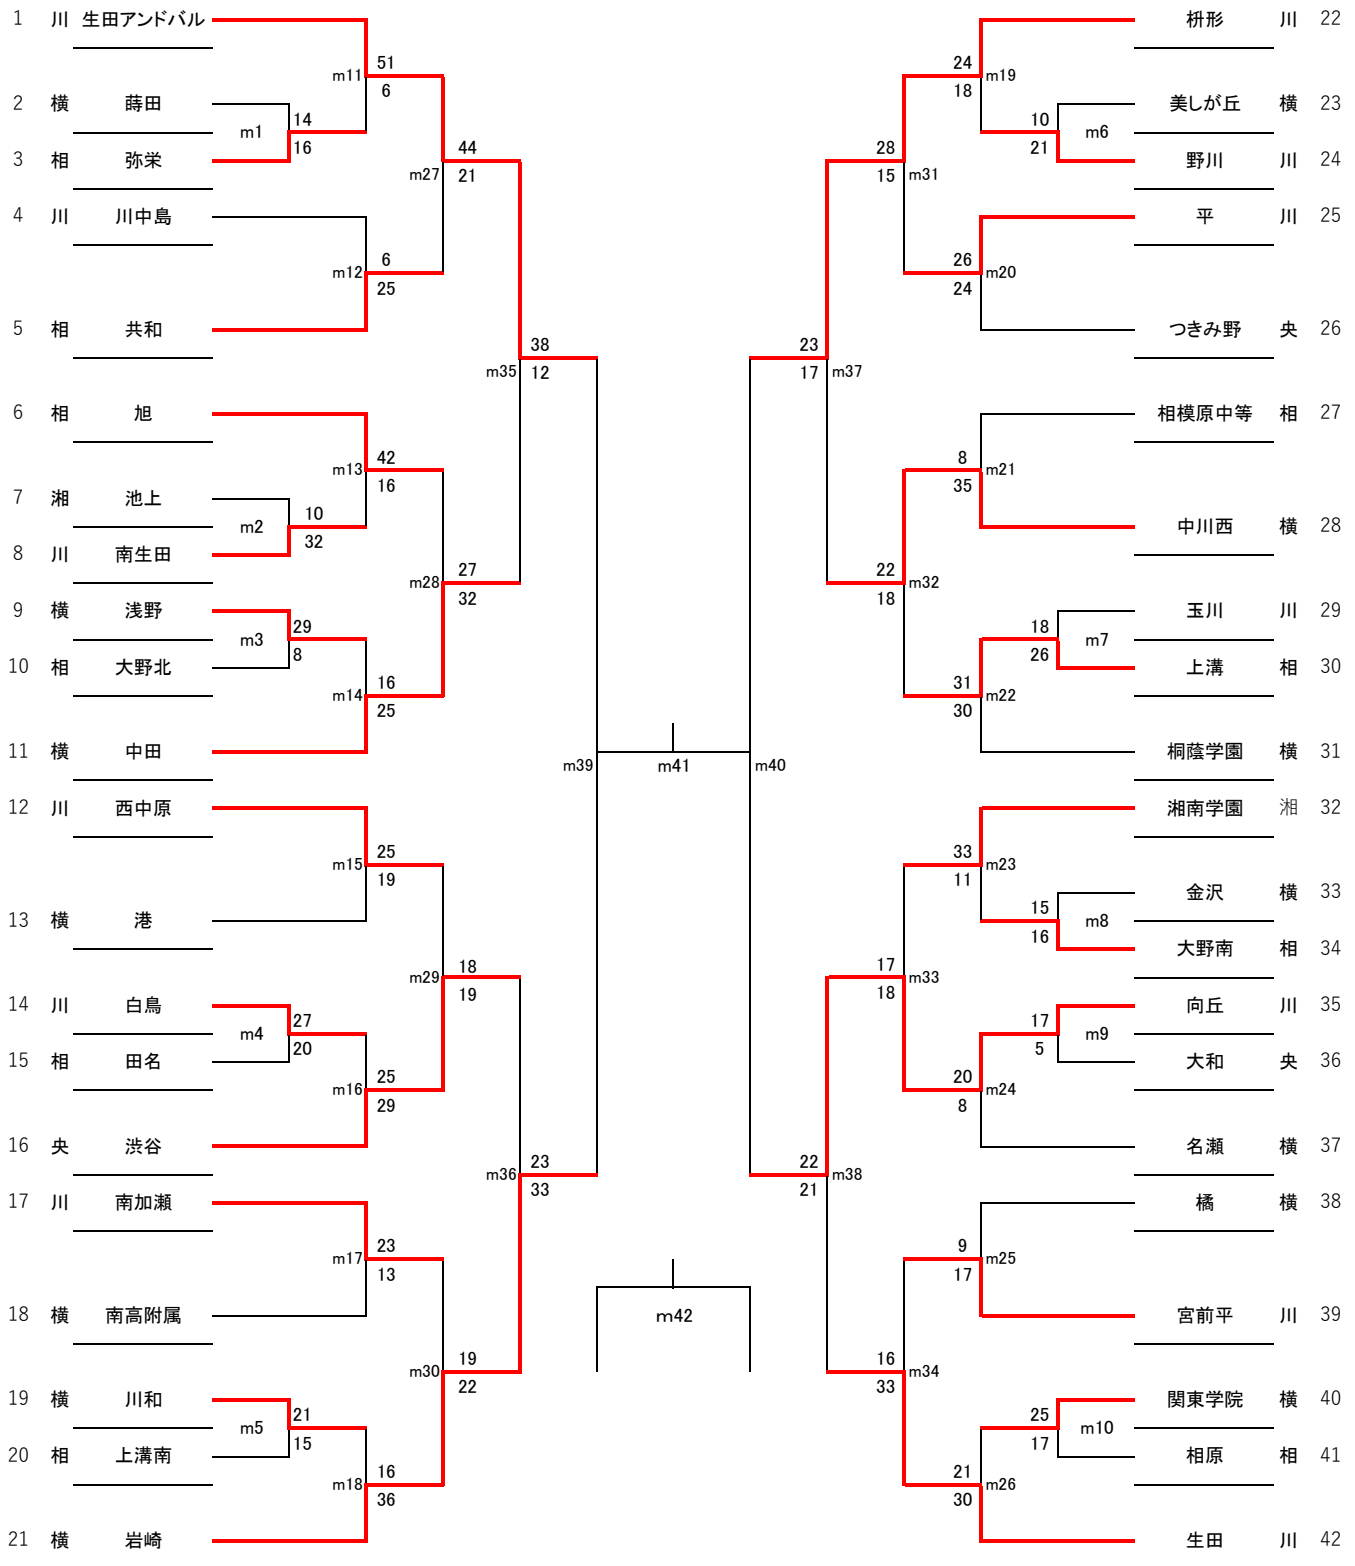 1 川 生田アンドバル
2 横 蒔田
3 相 弥栄
4 川 川中島
5 相 共和
6 相 旭
7 湘 池上
8 川 南生田
9 横 浅野
10 相 大野北
11 横 中田
12 川 西中原
13 横 港
14 川 白鳥
15 相 田名
16 央 渋谷
17 川 南加瀬
18 横 南高附属
19 横 川和
20 相 上溝南
21 横 岩崎
m1 14 16
m2 10 32
m3 29 8
m4 27 20
m5 21 15
m11 51 6
m12 6 25
m13 42 16
m14 16 25
m15 25 19
m16 25 29
m17 23 13
m18 16 36
m27 44 21
m28 27 32
m29 18 19
m30 19 22
m35 38 12
m36 23 33
m39
m41
m40
m42
23 17 m37
22 21 m38
28 15 m31
22 18 m32
17 18 m33
16 33 m34
24 18 m19
26 24 m20
8 35 m21
31 30 m22
33 11 m23
20 8 m24
9 17 m25
21 30 m26
10 21 m6
18 26 m7
15 16 m8
17 5 m9
25 17 m10
枡形 川 22
美しが丘 横 23
野川 川 24
平 川 25
つきみ野 央 26
相模原中等 相 27
中川西 横 28
玉川 川 29
上溝 相 30
桐蔭学園 横 31
湘南学園 湘 32
金沢 横 33
大野南 相 34
向丘 川 35
大和 央 36
名瀬 横 37
橘 横 38
宮前平 川 39
関東学院 横 40
相原 相 41
生田 川 42